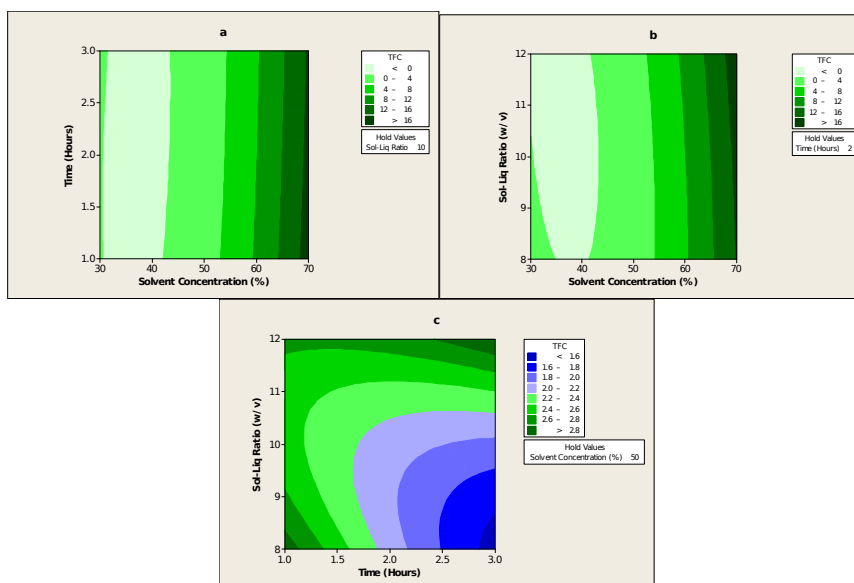 a
3.0
2.5
2.0
1.5
1.0
30
40
50
60
70
Time (Hours)
Solvent Concentration (%)
TFC
< 0
0 – 4
4 – 8
8 – 12
12 – 16
> 16
Hold Values
Sol-Liq Ratio 10
b
12
11
10
9
8
30
40
50
60
70
Sol-Liq Ratio (w/v)
Solvent Concentration (%)
TFC
< 0
0 – 4
4 – 8
8 – 12
12 – 16
> 16
Hold Values
Time (Hours) 2
c
12
11
10
9
8
1.0
1.5
2.0
2.5
3.0
Sol-Liq Ratio (w/v)
Time (Hours)
TFC
< 1.6
1.6 – 1.8
1.8 – 2.0
2.0 – 2.2
2.2 – 2.4
2.4 – 2.6
2.6 – 2.8
> 2.8
Hold Values
Solvent Concentration (%) 50